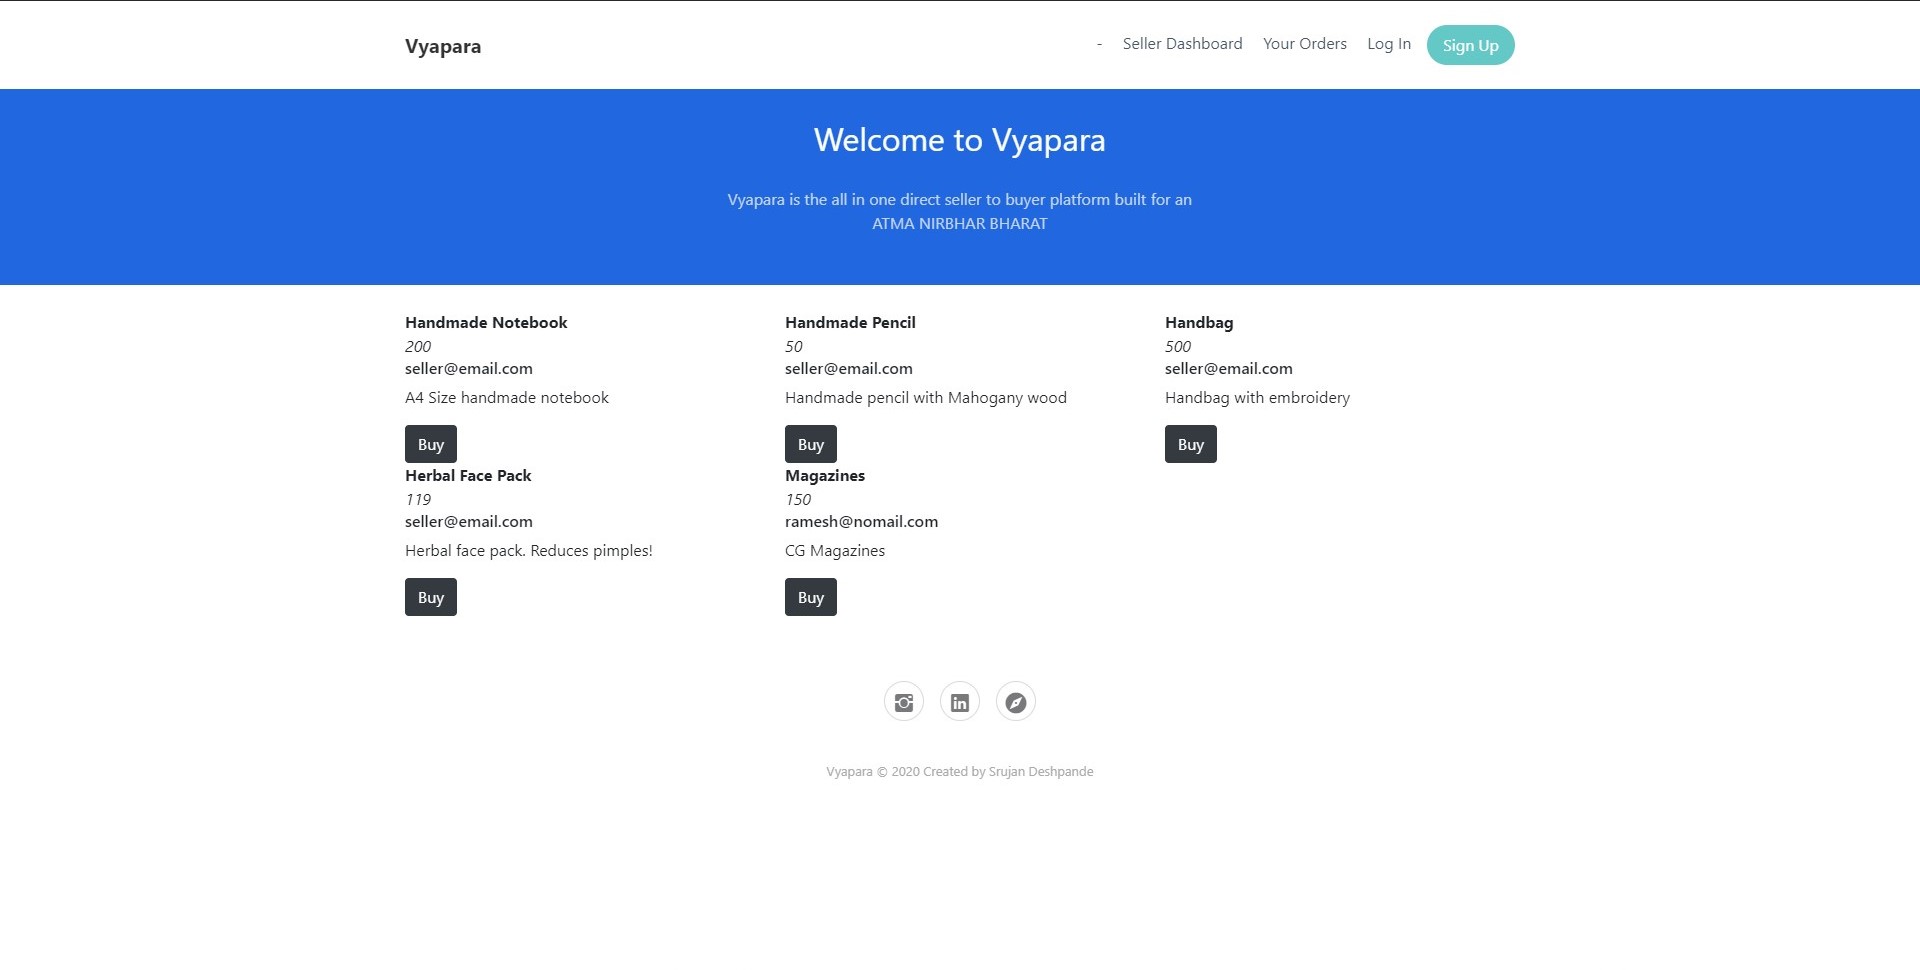 Vyapara
-
Seller Dashboard
Your Orders
Log In
Sign Up
Welcome to Vyapara
Vyapara is the all in one direct seller to buyer platform built for an
ATMA NIRBHAR BHARAT
Handmade Notebook
200
seller@email.com
A4 Size handmade notebook
Buy
Handmade Pencil
50
seller@email.com
Handmade pencil with Mahogany wood
Buy
Handbag
500
seller@email.com
Handbag with embroidery
Buy
Herbal Face Pack
119
seller@email.com
Herbal face pack. Reduces pimples!
Buy
Magazines
150
ramesh@nomail.com
CG Magazines
Buy
in
Vyapara © 2020 Created by Srujan Deshpande